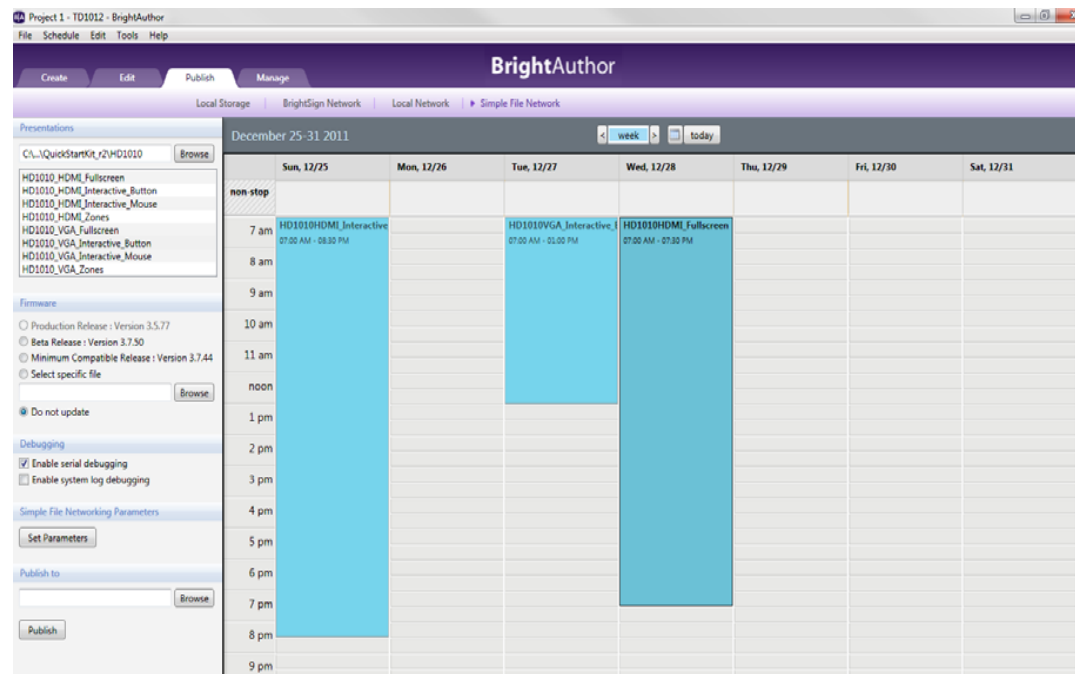 Project 1 - TD1012 - BrightAuthor
File Schedule Edit Tools Help
BrightAuthor
Create Edit Publish Manage
Local Storage BrightSign Network Local Network Simple File Network
Presentations
C:\...\QuickStartKit_r2\HD1010 Browse
HD1010_HDMI_Fullscreen
HD1010_HDMI_Interactive_Button
HD1010_HDMI_Interactive_Mouse
HD1010_HDMI_Zones
HD1010_VGA_Fullscreen
HD1010_VGA_Interactive_Button
HD1010_VGA_Interactive_Mouse
HD1010_VGA_Zones
Firmware
Production Release : Version 3.5.77
Beta Release : Version 3.7.50
Minimum Compatible Release : Version 3.7.44
Select specific file
Browse
Do not update
Debugging
Enable serial debugging
Enable system log debugging
Simple File Networking Parameters
Set Parameters
Publish to
Browse
Publish
December 25-31 2011 < week > today
Sun, 12/25 Mon, 12/26 Tue, 12/27 Wed, 12/28 Thu, 12/29 Fri, 12/30 Sat, 12/31
non-stop
7 am HD1010HDMI_Interactive HD1010VGA_Interactive_ HD1010HDMI_Fullscreen
07:00 AM - 08:30 PM 07:00 AM - 01:00 PM 07:00 AM - 07:30 PM
8 am
9 am
10 am
11 am
noon
1 pm
2 pm
3 pm
4 pm
5 pm
6 pm
7 pm
8 pm
9 pm